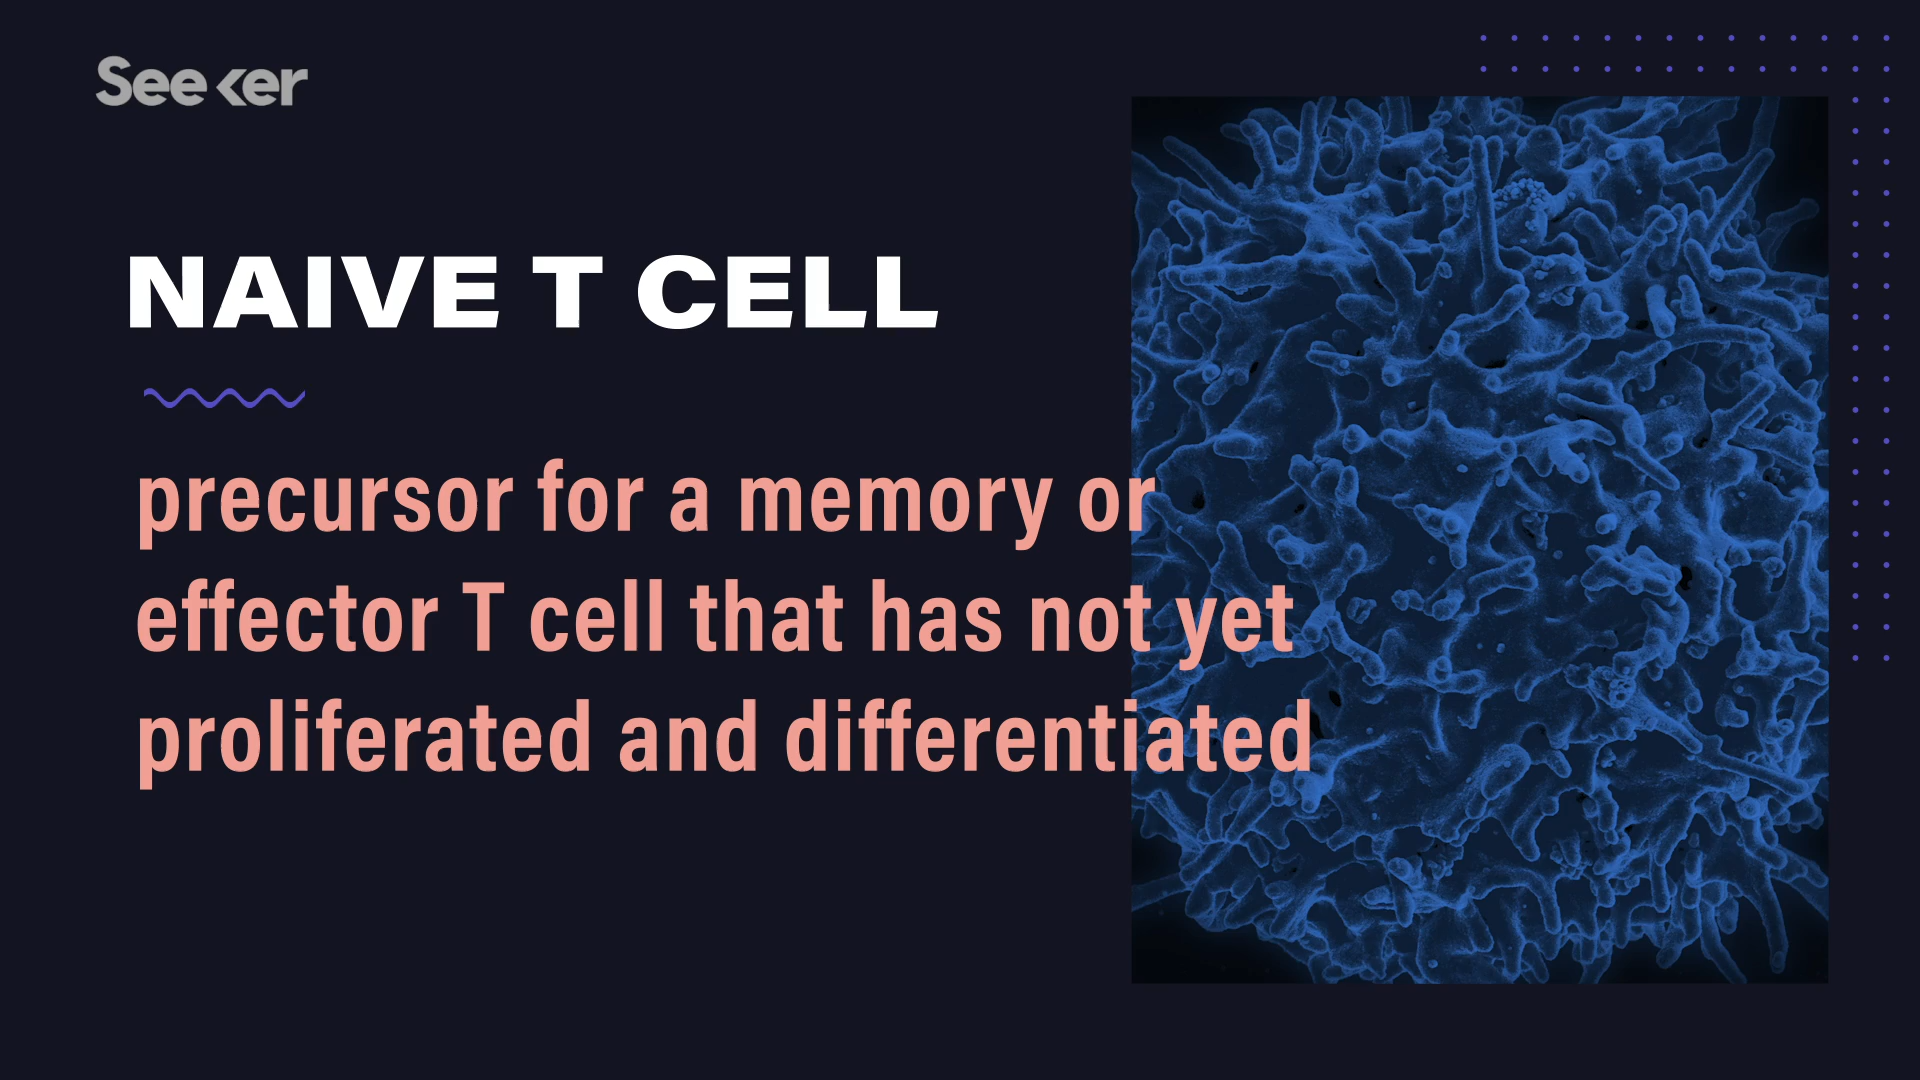 Seeker
NAIVE T CELL
precursor for a memory or
effector T cell that has not yet
proliferated and differentiated